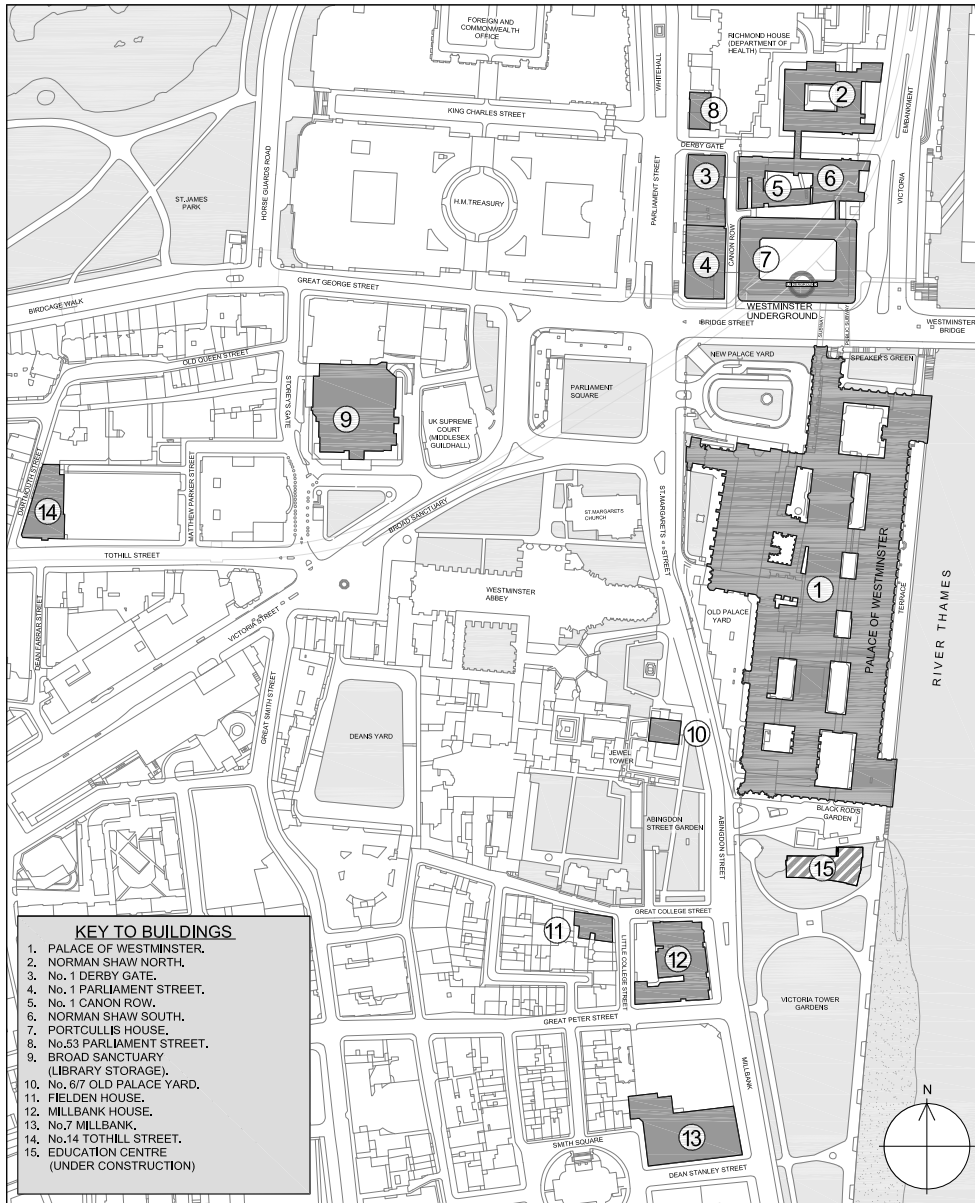 FOREIGN AND
COMMONWEALTH
OFFICE
WHITEHALL
RICHMOND HOUSE
(DEPARTMENT OF
HEALTH)
2
8
EMBANKMENT
KING CHARLES STREET
DERBY GATE
3
5
6
HORSE GUARDS ROAD
ST.JAMES
PARK
H.M.TREASURY
PARLIAMENT STREET
VICTORIA
CANON ROW
7
4
GREAT GEORGE STREET
BIRDCAGE WALK
WESTMINSTER
UNDERGROUND
BRIDGE STREET
SUBWAY
PUBLIC SUBWAY
WESTMINSTER
BRIDGE
OLD QUEEN STREET
NEW PALACE YARD
SPEAKER'S GREEN
STOREY'S GATE
PARLIAMENT
SQUARE
9
UK SUPREME
COURT
(MIDDLESEX
GUILDHALL)
DARTMOUTH STREET
MATTHEW PARKER STREET
14
BROAD SANCTUARY
ST.MARGARETS
CHURCH
ST.MARGARETS STREET
TOTHILL STREET
WESTMINSTER
ABBEY
1
PALACE OF WESTMINSTER
TERRACE
RIVER THAMES
OLD PALACE
YARD
DEAN FARRAR STREET
VICTORIA STREET
GREAT SMITH STREET
DEANS YARD
10
JEWEL
TOWER
BLACK ROD'S
GARDEN
ABINGDON
STREET GARDEN
ABINGDON STREET
15
GREAT COLLEGE STREET
11
LITTLE COLLEGE STREET
12
VICTORIA TOWER
GARDENS
GREAT PETER STREET
MILLBANK
13
SMITH SQUARE
DEAN STANLEY STREET
N
KEY TO BUILDINGS
1. PALACE OF WESTMINSTER.
2. NORMAN SHAW NORTH.
3. No. 1 DERBY GATE.
4. No. 1 PARLIAMENT STREET.
5. No. 1 CANON ROW.
6. NORMAN SHAW SOUTH.
7. PORTCULLIS HOUSE.
8. No.53 PARLIAMENT STREET.
9. BROAD SANCTUARY
(LIBRARY STORAGE).
10. No. 6/7 OLD PALACE YARD.
11. FIELDEN HOUSE.
12. MILLBANK HOUSE.
13. No.7 MILLBANK.
14. No.14 TOTHILL STREET.
15. EDUCATION CENTRE
(UNDER CONSTRUCTION)